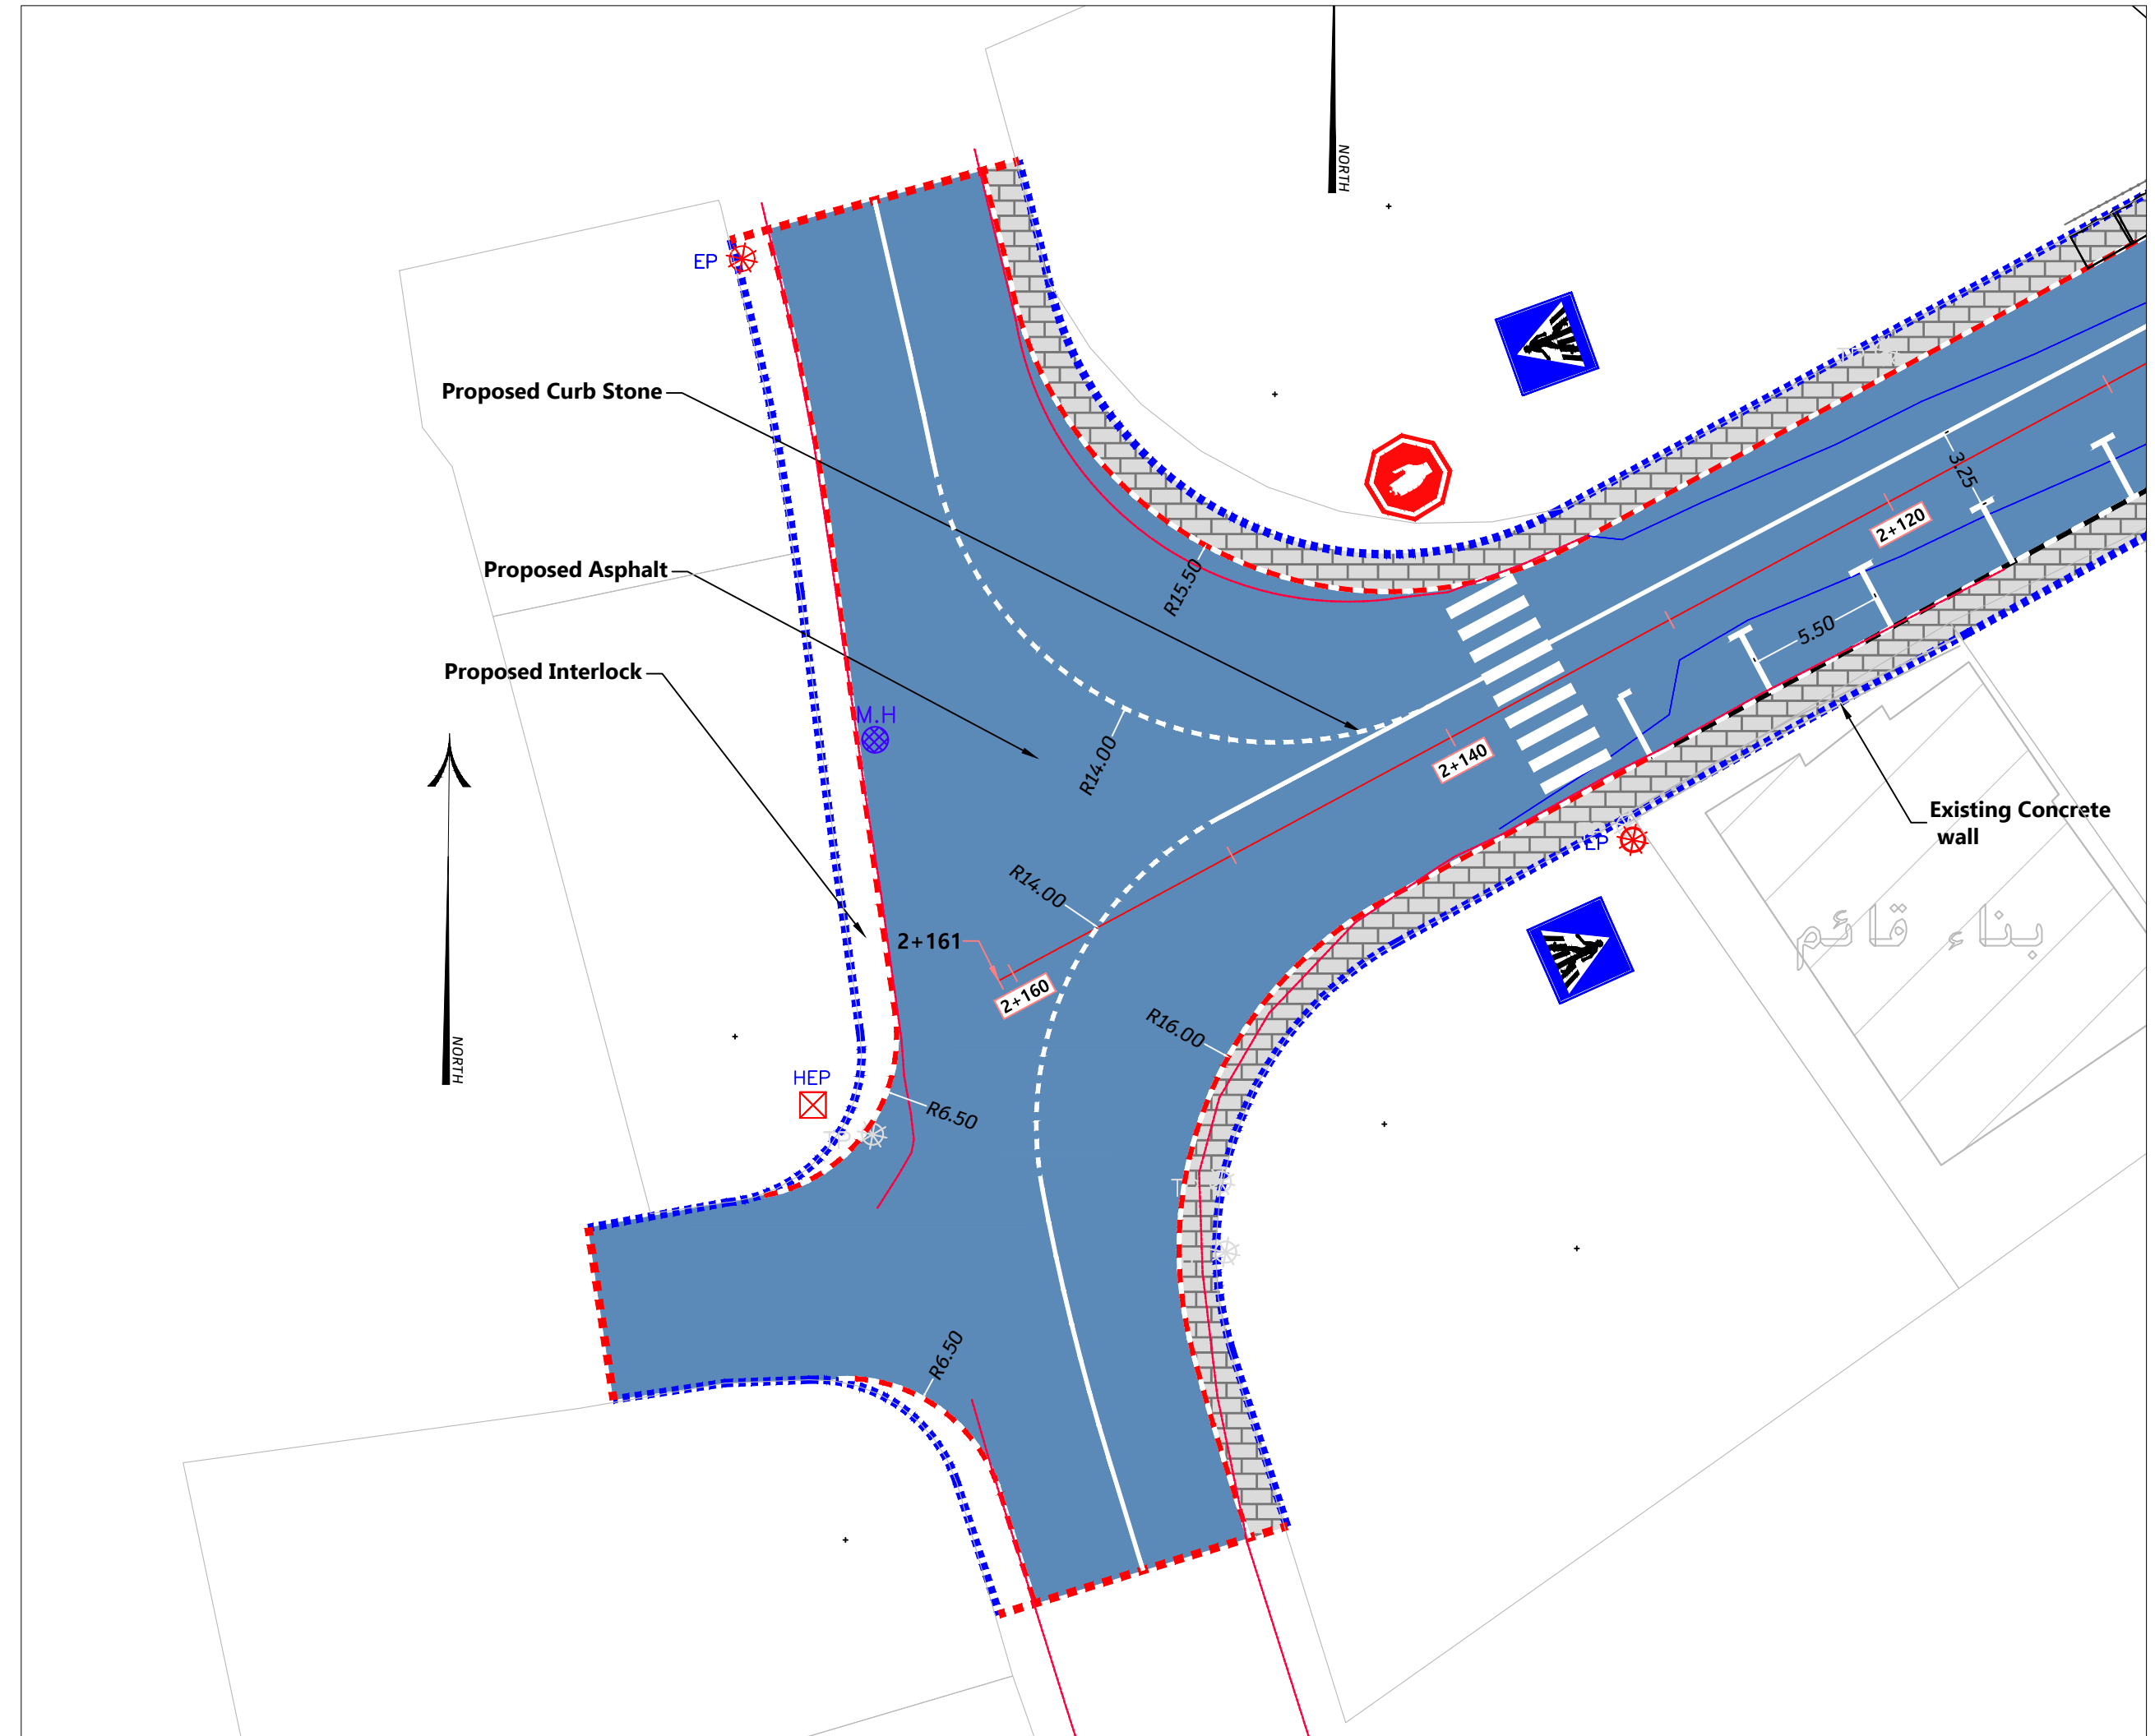 NORTH
EP
Proposed Curb Stone
3.25
2+120
Proposed Asphalt
R15.50
5.50
Proposed Interlock
M.H
R14.00
2+140
Existing Concrete
wall
EP
R14.00
2+161
بناء قائم
2+160
R16.00
NORTH
HEP
R6.50
R6.50